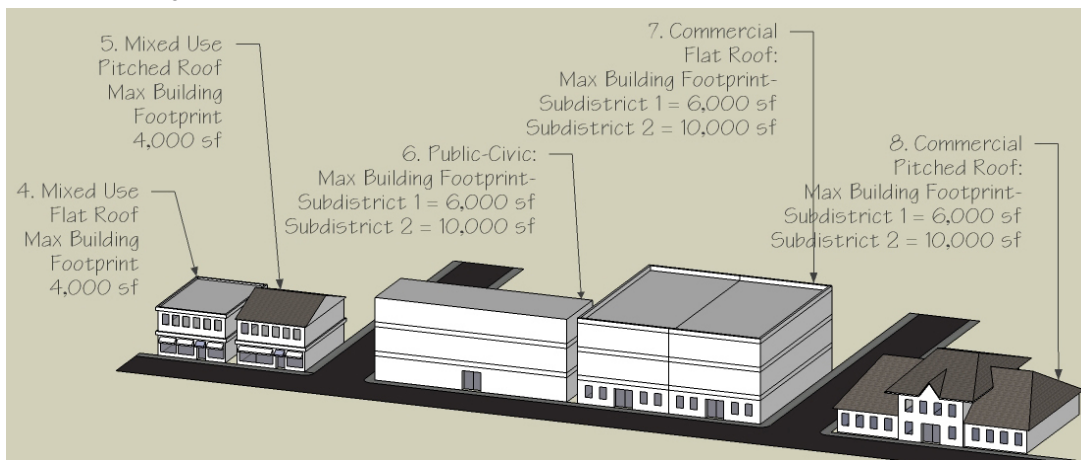 4. Mixed Use
Flat Roof
Max Building
Footprint
4,000 sf
5. Mixed Use
Pitched Roof
Max Building
Footprint
4,000 sf
6. Public-Civic:
Max Building Footprint-
Subdistrict 1 = 6,000 sf
Subdistrict 2 = 10,000 sf
7. Commercial
Flat Roof:
Max Building Footprint-
Subdistrict 1 = 6,000 sf
Subdistrict 2 = 10,000 sf
8. Commercial
Pitched Roof:
Max Building Footprint-
Subdistrict 1 = 6,000 sf
Subdistrict 2 = 10,000 sf